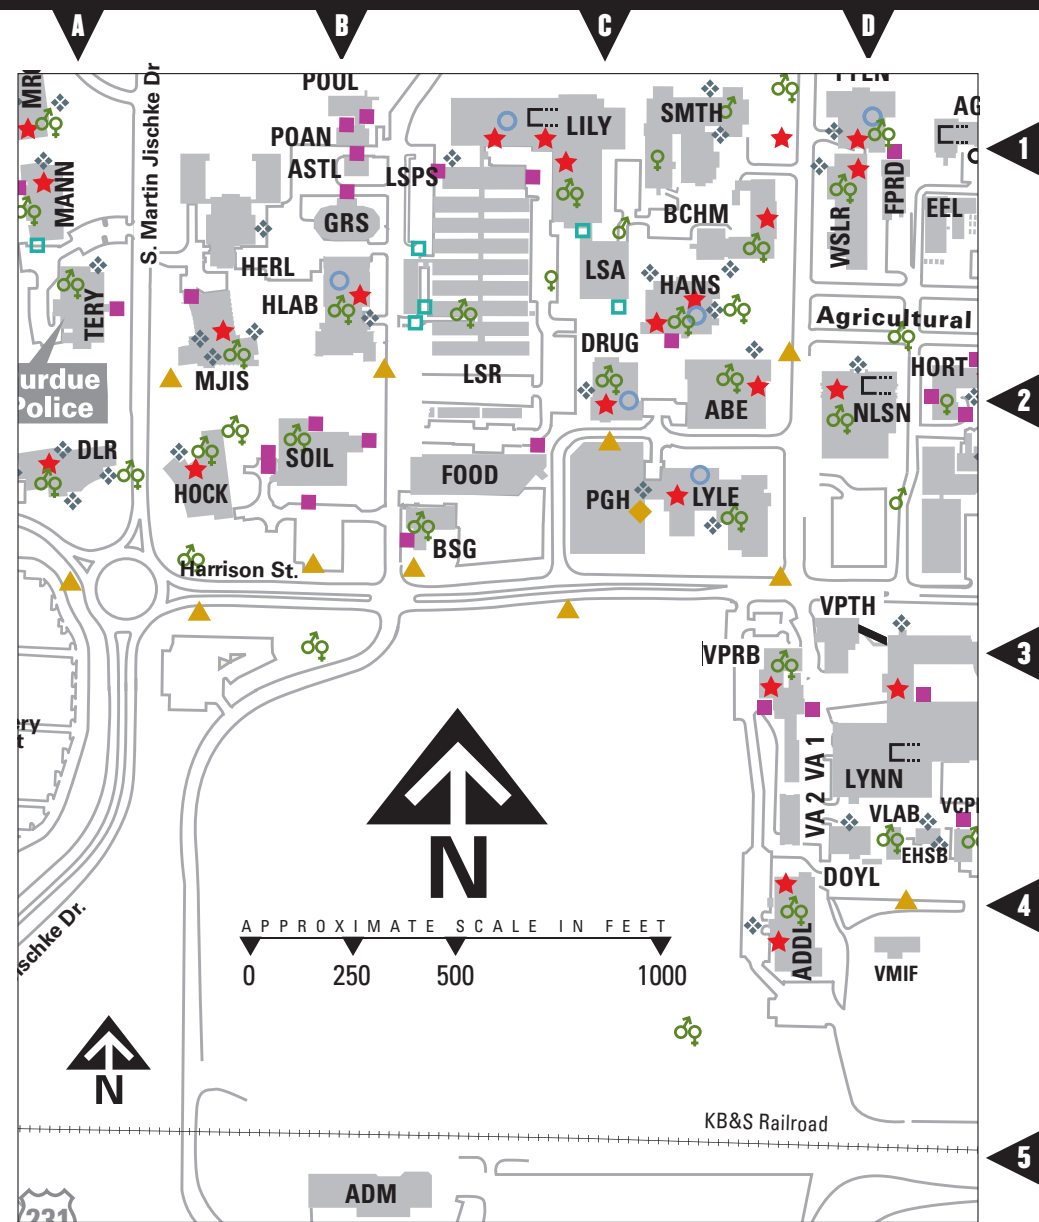 A B C D
POUL
MANN
S. Martin Jischke Dr
POAN
ASTL
LSPS
LILY
SMTH
1
GRS
BCHM
WSLR
FPRD
EEL
HERL
LSA
HANS
TERY
HLAB
Agricultural
DRUG
MJIS
LSR
HORT
urdue
Police
ABE
NLSN
2
DLR
SOIL
FOOD
HOCK
PGH
LYLE
BSG
Harrison St.
VPTH
VPRB
3
VA 1
LYNN
VA 2
VLAB
EHSB
N
DOYL
ischke Dr.
APPROXIMATE SCALE IN FEET
4
ADDL
0 250 500 1000
VMIF
N
KB&S Railroad
5
ADM
231